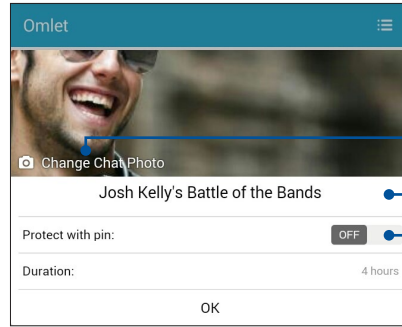 Omlet
Change Chat Photo
Josh Kelly's Battle of the Bands
Protect with pin: OFF
Duration: 4 hours
OK